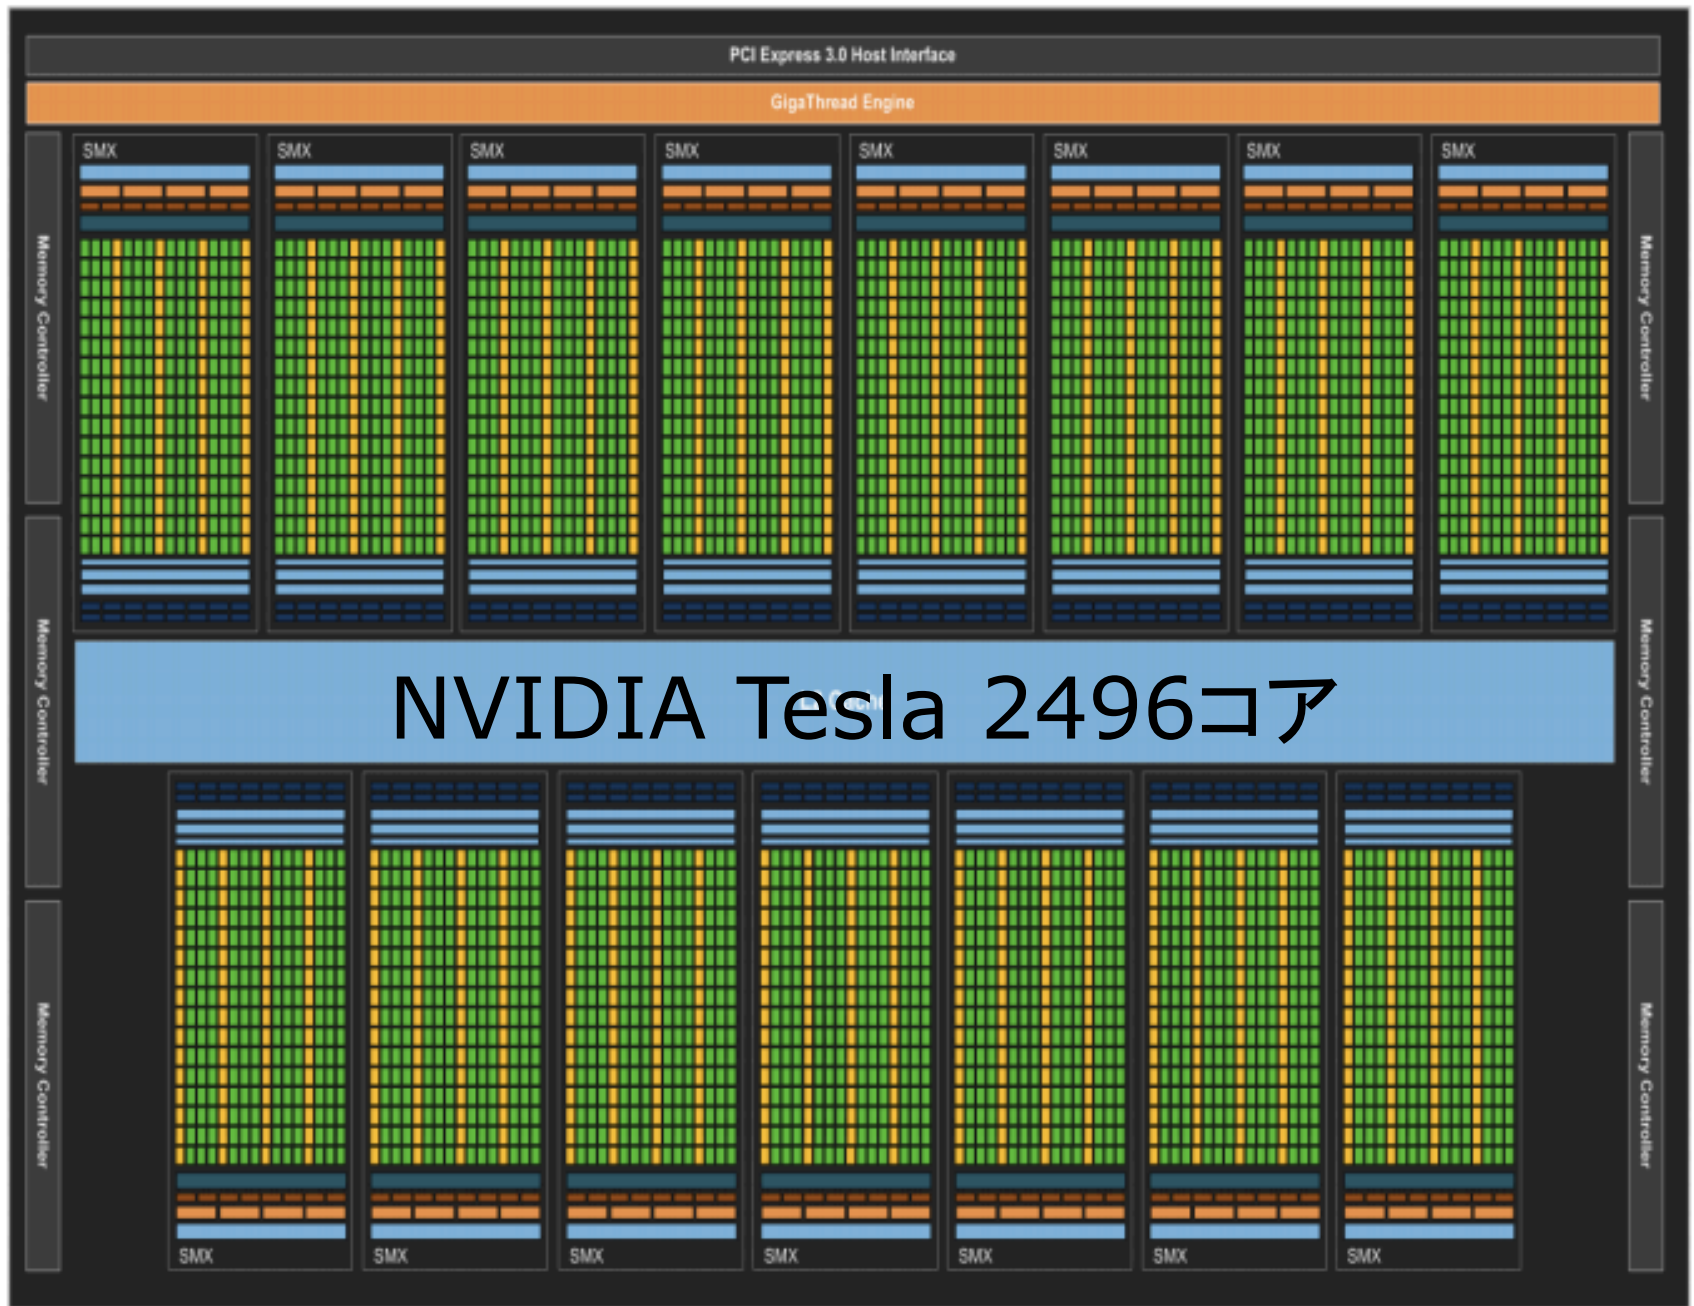 PCI Express 3.0 Host Interface
GigaThread Engine
SMX SMX SMX SMX SMX SMX SMX SMX
Memory Controller
Memory Controller
Memory Controller
Memory Controller
NVIDIA Tesla 2496コア
Memory Controller
Memory Controller
SMX SMX SMX SMX SMX SMX SMX